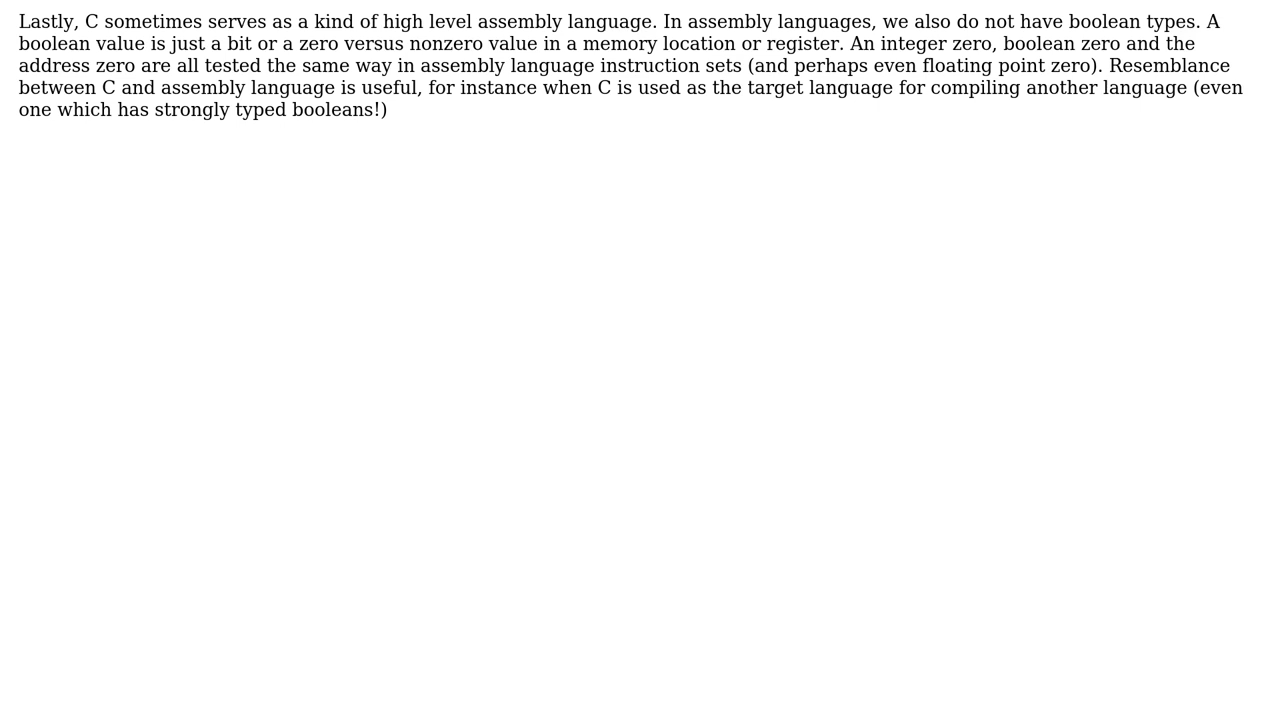 Lastly, C sometimes serves as a kind of high level assembly language. In assembly languages, we also do not have boolean types. A
boolean value is just a bit or a zero versus nonzero value in a memory location or register. An integer zero, boolean zero and the
address zero are all tested the same way in assembly language instruction sets (and perhaps even floating point zero). Resemblance
between C and assembly language is useful, for instance when C is used as the target language for compiling another language (even
one which has strongly typed booleans!)